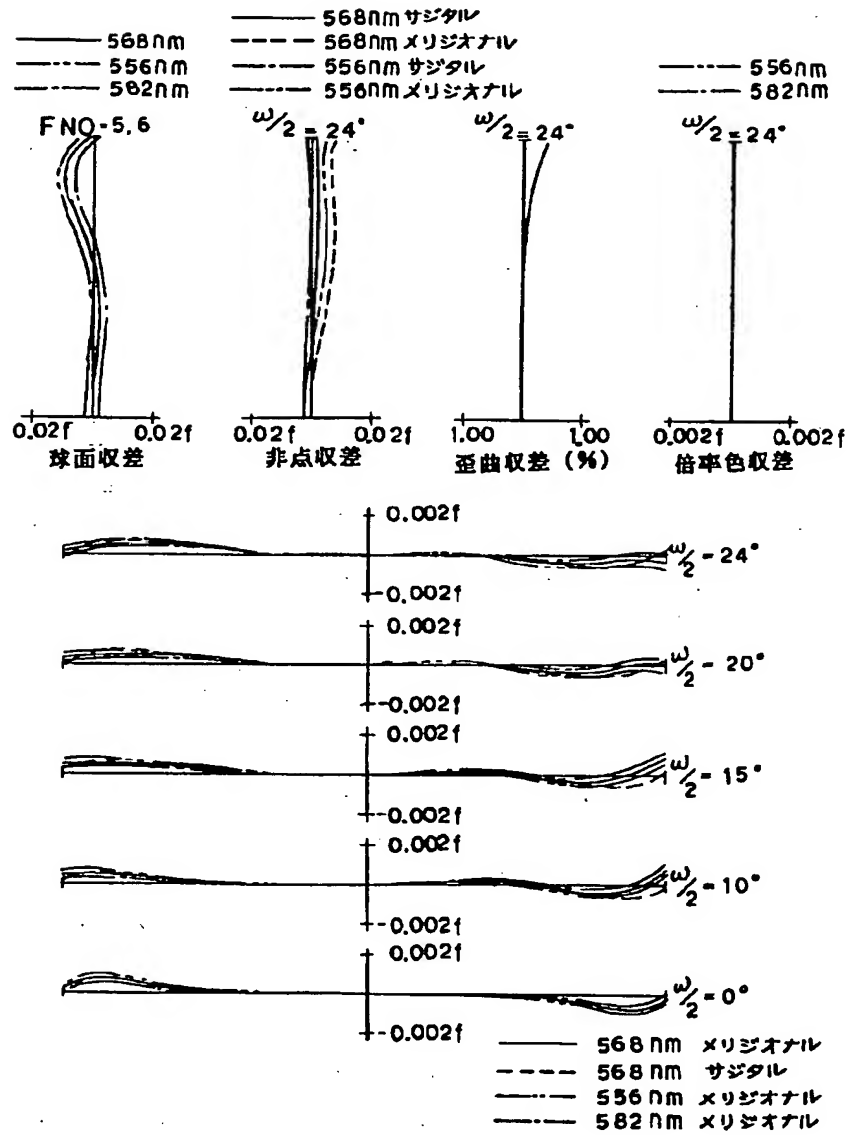 568nm
556nm
582nm
568nm サジタル
568nm メリジオナル
556nm サジタル
556nm メリジオナル
556nm
582nm
FNO=5.6
ω/2 = 24°
ω/2 = 24°
ω/2 = 24°
0.02f 0.02f
球面収差
0.02f 0.02f
非点収差
1.00 1.00
歪曲収差 (%)
0.002f 0.002f
倍率色収差
0.002f
ω/2 = 24°
-0.002f
0.002f
ω/2 = 20°
-0.002f
0.002f
ω/2 = 15°
-0.002f
0.002f
ω/2 = 10°
-0.002f
0.002f
ω/2 = 0°
-0.002f
568nm メリジオナル
568nm サジタル
556nm メリジオナル
582nm メリジオナル